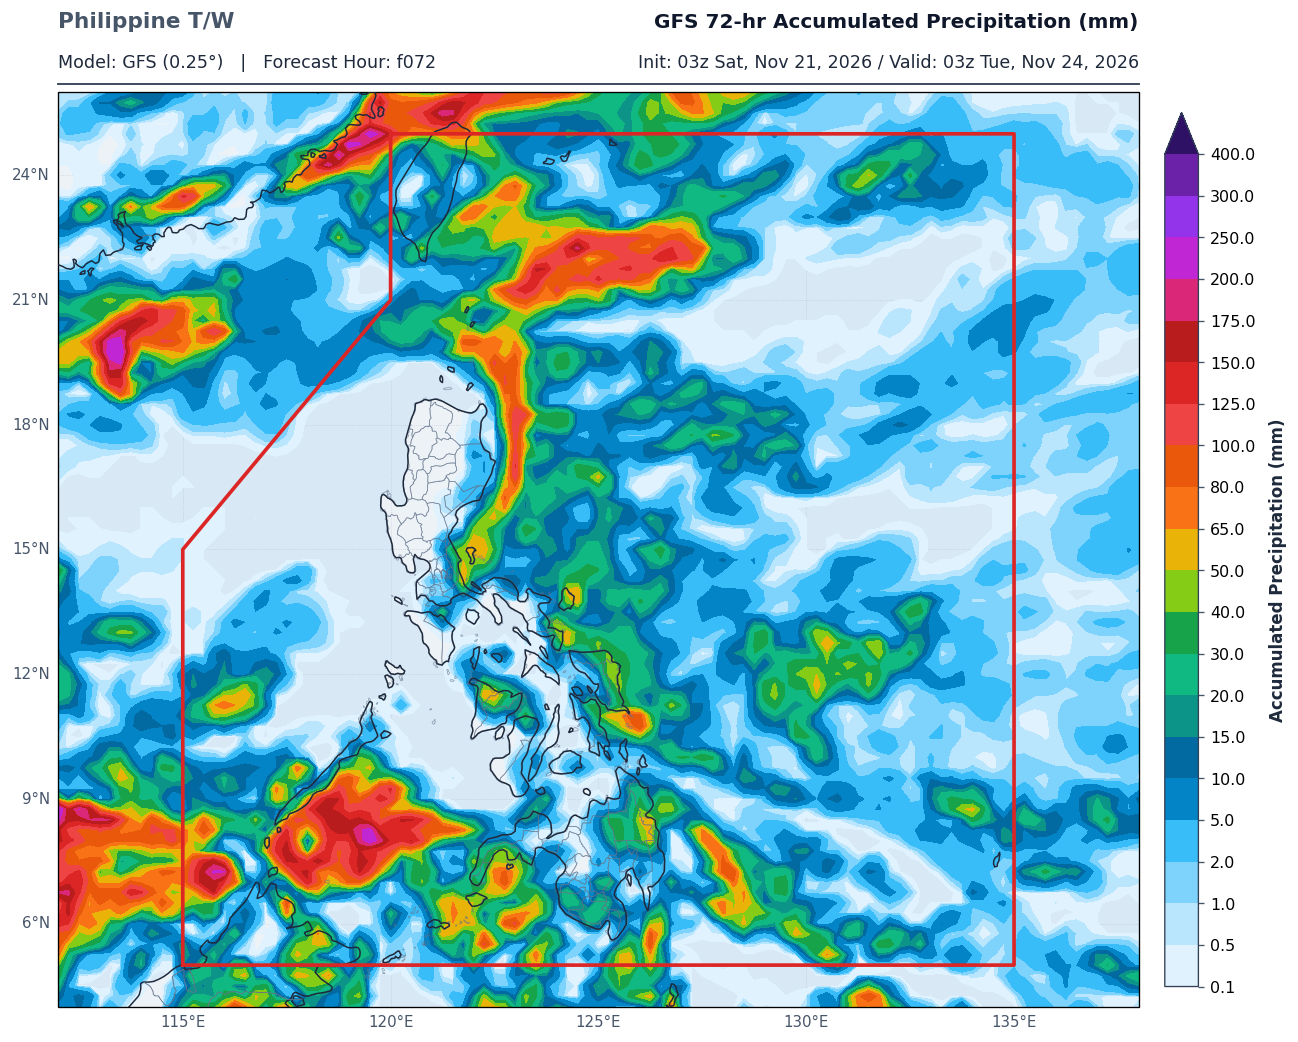 Philippine T/W
GFS 72-hr Accumulated Precipitation (mm)
Model: GFS (0.25°) | Forecast Hour: f072
Init: 03z Sat, Nov 21, 2026 / Valid: 03z Tue, Nov 24, 2026
24°N
21°N
18°N
15°N
12°N
9°N
6°N
115°E
120°E
125°E
130°E
135°E
400.0
300.0
250.0
200.0
175.0
150.0
125.0
100.0
80.0
65.0
50.0
40.0
30.0
20.0
15.0
10.0
5.0
2.0
1.0
0.5
0.1
Accumulated Precipitation (mm)